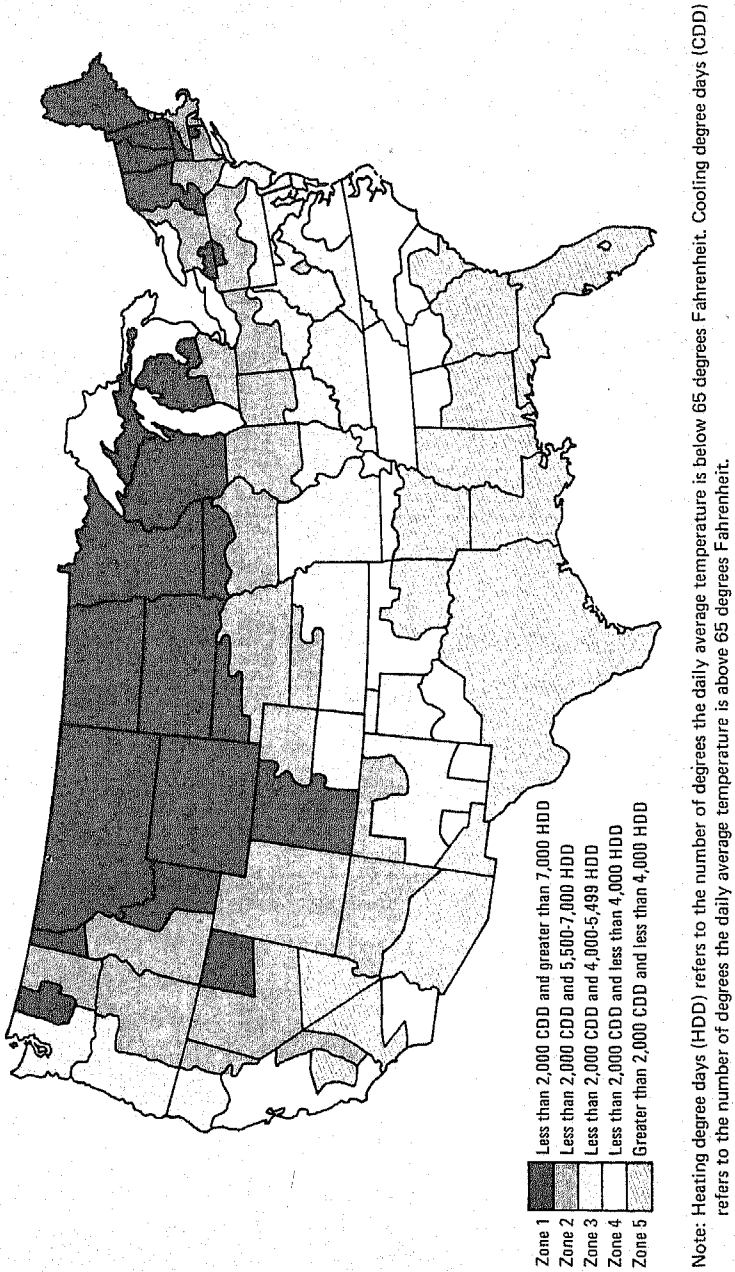 Zone 1 Less than 2,000 CDD and greater than 7,000 HDD
Zone 2 Less than 2,000 CDD and 5,500-7,000 HDD
Zone 3 Less than 2,000 CDD and 4,000-5,499 HDD
Zone 4 Less than 2,000 CDD and less than 4,000 HDD
Zone 5 Greater than 2,000 CDD and less than 4,000 HDD
Note: Heating degree days (HDD) refers to the number of degrees the daily average temperature is below 65 degrees Fahrenheit. Cooling degree days (CDD)
refers to the number of degrees the daily average temperature is above 65 degrees Fahrenheit.